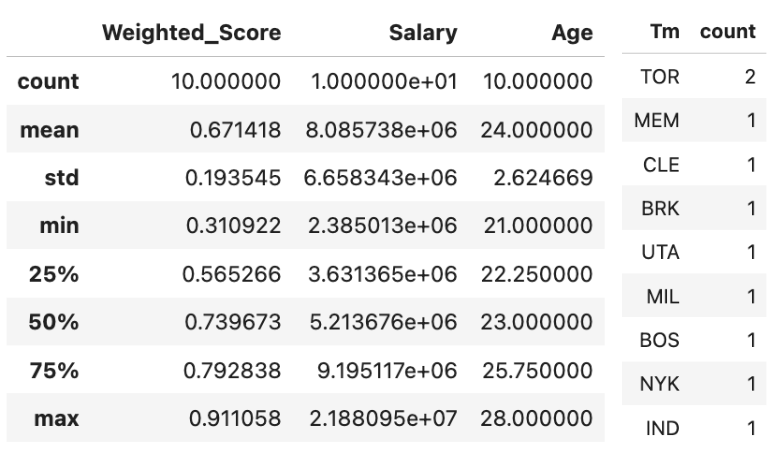 Weighted_Score Salary Age
count 10.000000 1.000000e+01 10.000000
mean 0.671418 8.085738e+06 24.000000
std 0.193545 6.658343e+06 2.624669
min 0.310922 2.385013e+06 21.000000
25% 0.565266 3.631365e+06 22.250000
50% 0.739673 5.213676e+06 23.000000
75% 0.792838 9.195117e+06 25.750000
max 0.911058 2.188095e+07 28.000000
Tm count
TOR 2
MEM 1
CLE 1
BRK 1
UTA 1
MIL 1
BOS 1
NYK 1
IND 1